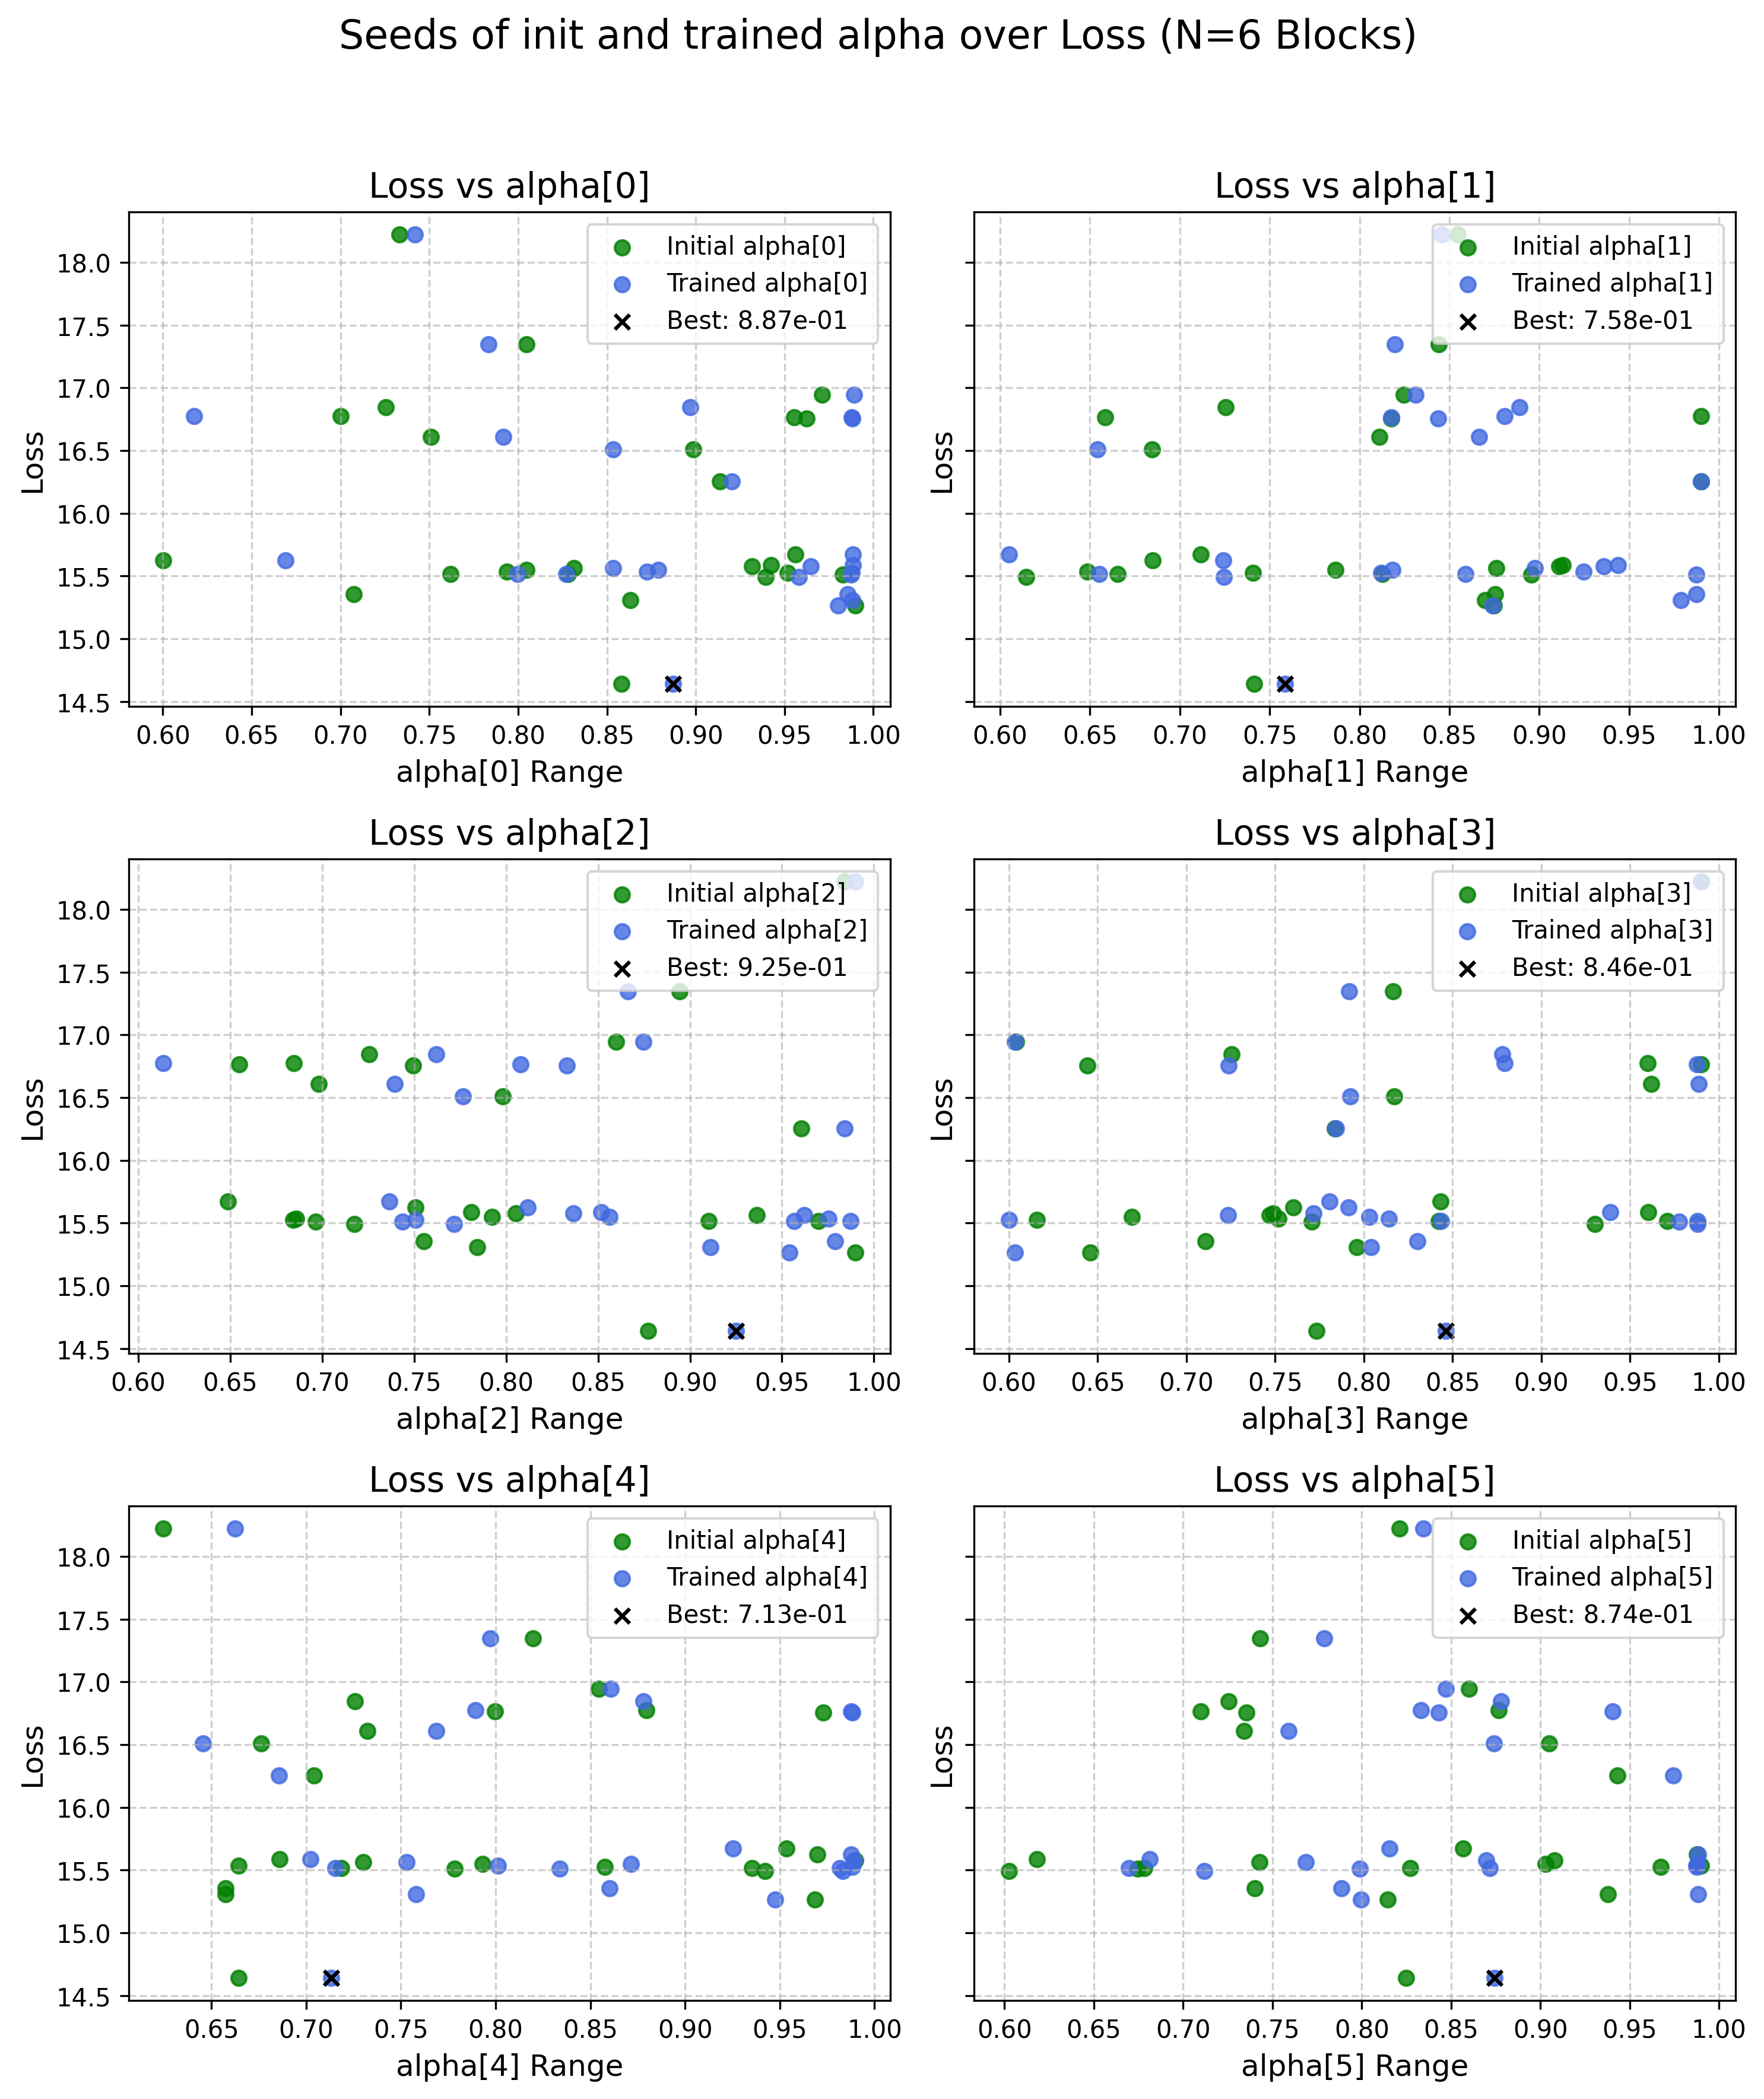 Seeds of init and trained alpha over Loss (N=6 Blocks)
Loss vs alpha[0]
Initial alpha[0]
Trained alpha[0]
Best: 8.87e-01
18.0
17.5
17.0
16.5
16.0
15.5
15.0
14.5
Loss
0.60 0.65 0.70 0.75 0.80 0.85 0.90 0.95 1.00
alpha[0] Range
Loss vs alpha[1]
Initial alpha[1]
Trained alpha[1]
Best: 7.58e-01
Loss
0.60 0.65 0.70 0.75 0.80 0.85 0.90 0.95 1.00
alpha[1] Range
Loss vs alpha[2]
Initial alpha[2]
Trained alpha[2]
Best: 9.25e-01
18.0
17.5
17.0
16.5
16.0
15.5
15.0
14.5
Loss
0.60 0.65 0.70 0.75 0.80 0.85 0.90 0.95 1.00
alpha[2] Range
Loss vs alpha[3]
Initial alpha[3]
Trained alpha[3]
Best: 8.46e-01
Loss
0.60 0.65 0.70 0.75 0.80 0.85 0.90 0.95 1.00
alpha[3] Range
Loss vs alpha[4]
Initial alpha[4]
Trained alpha[4]
Best: 7.13e-01
18.0
17.5
17.0
16.5
16.0
15.5
15.0
14.5
Loss
0.65 0.70 0.75 0.80 0.85 0.90 0.95 1.00
alpha[4] Range
Loss vs alpha[5]
Initial alpha[5]
Trained alpha[5]
Best: 8.74e-01
Loss
0.60 0.65 0.70 0.75 0.80 0.85 0.90 0.95 1.00
alpha[5] Range